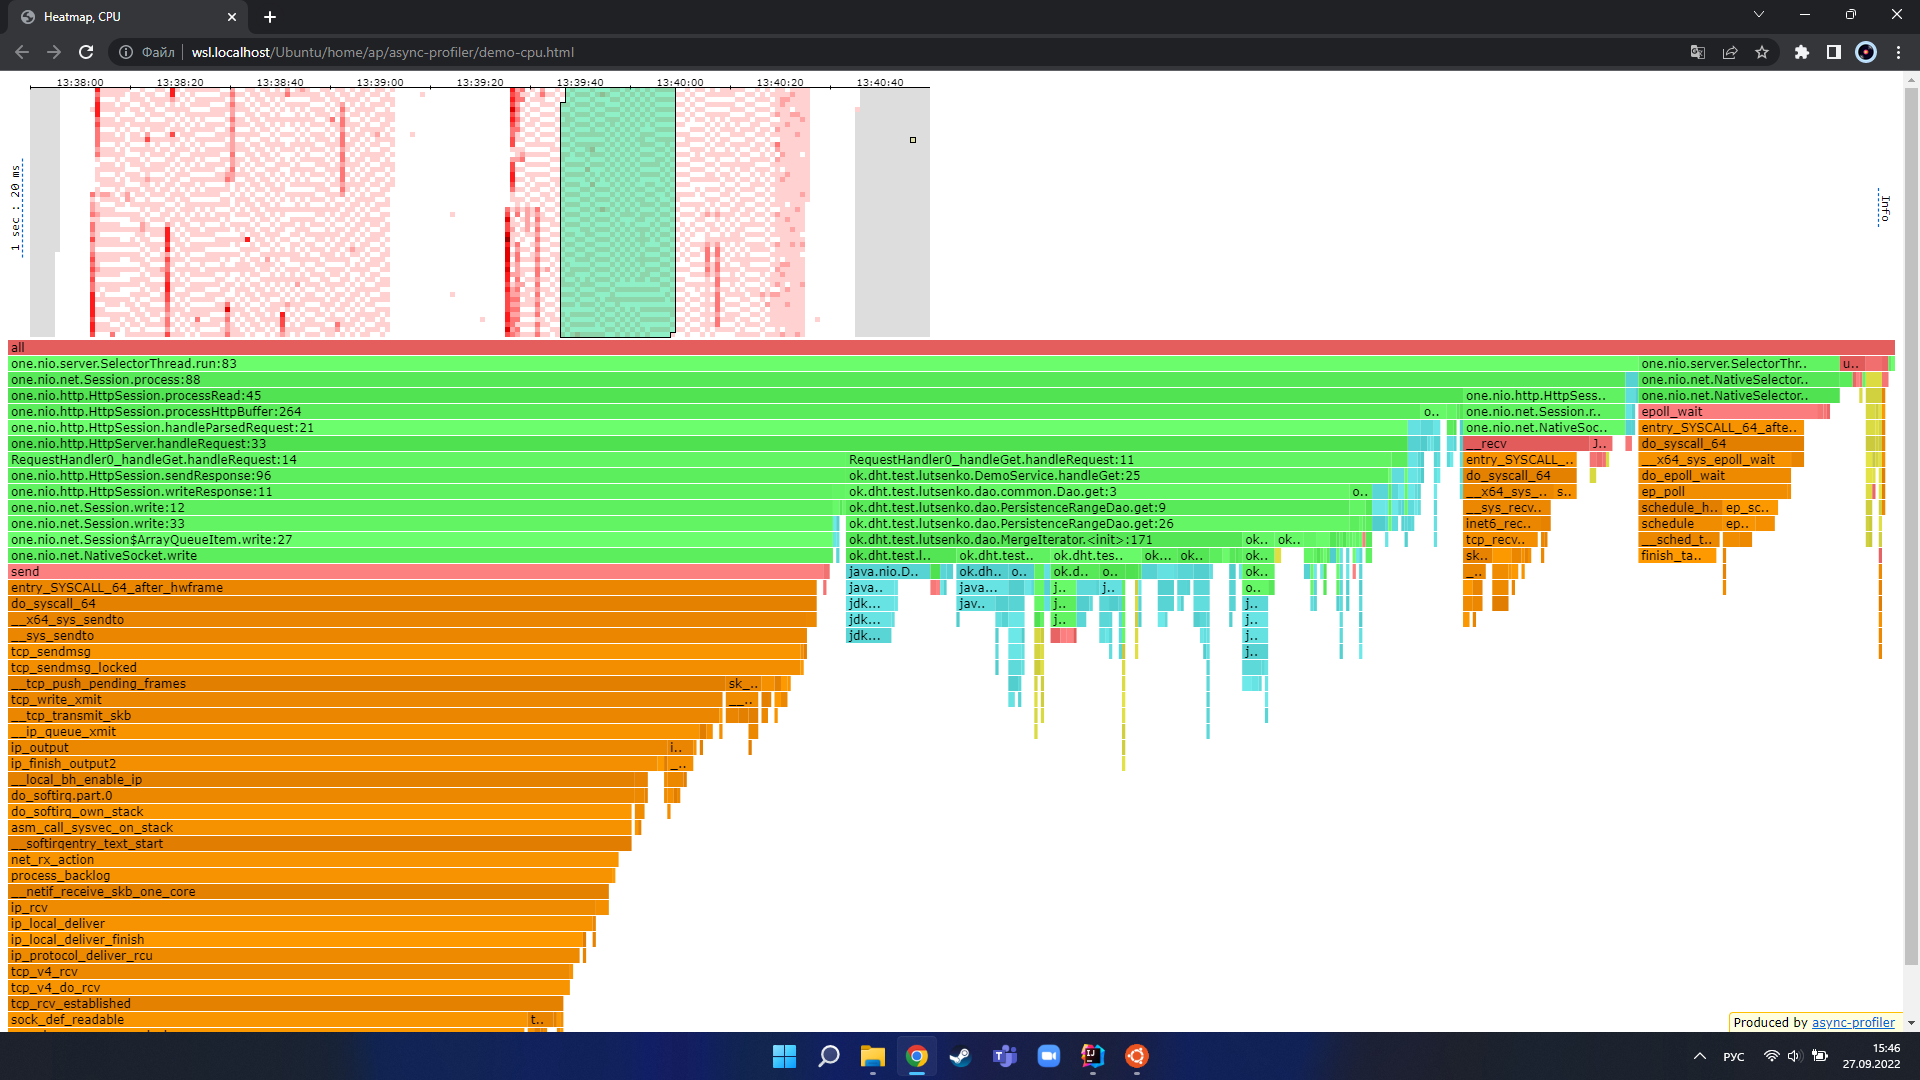 Heatmap, CPU
Файл wsl.localhost/Ubuntu/home/ap/async-profiler/demo-cpu.html
13:38:00 13:38:20 13:38:40 13:39:00 13:39:20 13:39:40 13:40:00 13:40:20 13:40:40
1 sec : 20 ms
Info
all
one.nio.server.SelectorThread.run:83 one.nio.server.SelectorThr.. u..
one.nio.net.Session.process:88 one.nio.net.NativeSelector..
one.nio.http.HttpSession.processRead:45 one.nio.http.HttpSess.. one.nio.net.NativeSelector..
one.nio.http.HttpSession.processHttpBuffer:264 o.. one.nio.net.Session.r.. epoll_wait
one.nio.http.HttpSession.handleParsedRequest:21 one.nio.net.NativeSoc.. entry_SYSCALL_64_afte..
one.nio.http.HttpServer.handleRequest:33 __recv J.. do_syscall_64
RequestHandler0_handleGet.handleRequest:14 RequestHandler0_handleGet.handleRequest:11 entry_SYSCALL_.. __x64_sys_epoll_wait
one.nio.http.HttpSession.sendResponse:96 ok.dht.test.lutsenko.DemoService.handleGet:25 do_syscall_64 do_epoll_wait
one.nio.http.HttpSession.writeResponse:11 ok.dht.test.lutsenko.dao.common.Dao.get:3 o.. __x64_sys_.. s.. ep_poll
one.nio.net.Session.write:12 ok.dht.test.lutsenko.dao.PersistenceRangeDao.get:9 __sys_recv.. schedule_h.. ep_sc..
one.nio.net.Session.write:33 ok.dht.test.lutsenko.dao.PersistenceRangeDao.get:26 inet6_rec.. schedule ep..
one.nio.net.Session$ArrayQueueItem.write:27 ok.dht.test.lutsenko.dao.MergeIterator.<init>:171 ok.. ok.. tcp_recv.. __sched_t..
one.nio.net.NativeSocket.write ok.dht.test.l.. ok.dht.test.. ok.dht.tes.. ok... ok.. ok.. sk.. finish_ta..
send java.nio.D.. ok.dh.. o.. ok.d.. o.. ok.. _..
entry_SYSCALL_64_after_hwframe java.. java... j.. j.. o..
do_syscall_64 jdk... jav.. j.. j..
__x64_sys_sendto jdk... j.. j..
__sys_sendto jdk... j..
tcp_sendmsg j..
tcp_sendmsg_locked
__tcp_push_pending_frames sk_..
tcp_write_xmit __..
__tcp_transmit_skb
__ip_queue_xmit
ip_output i..
ip_finish_output2 _..
__local_bh_enable_ip
do_softirq.part.0
do_softirq_own_stack
asm_call_sysvec_on_stack
__softirqentry_text_start
net_rx_action
process_backlog
__netif_receive_skb_one_core
ip_rcv
ip_local_deliver
ip_local_deliver_finish
ip_protocol_deliver_rcu
tcp_v4_rcv
tcp_v4_do_rcv
tcp_rcv_established
sock_def_readable t..
Produced by async-profiler
РУС
15:46
27.09.2022